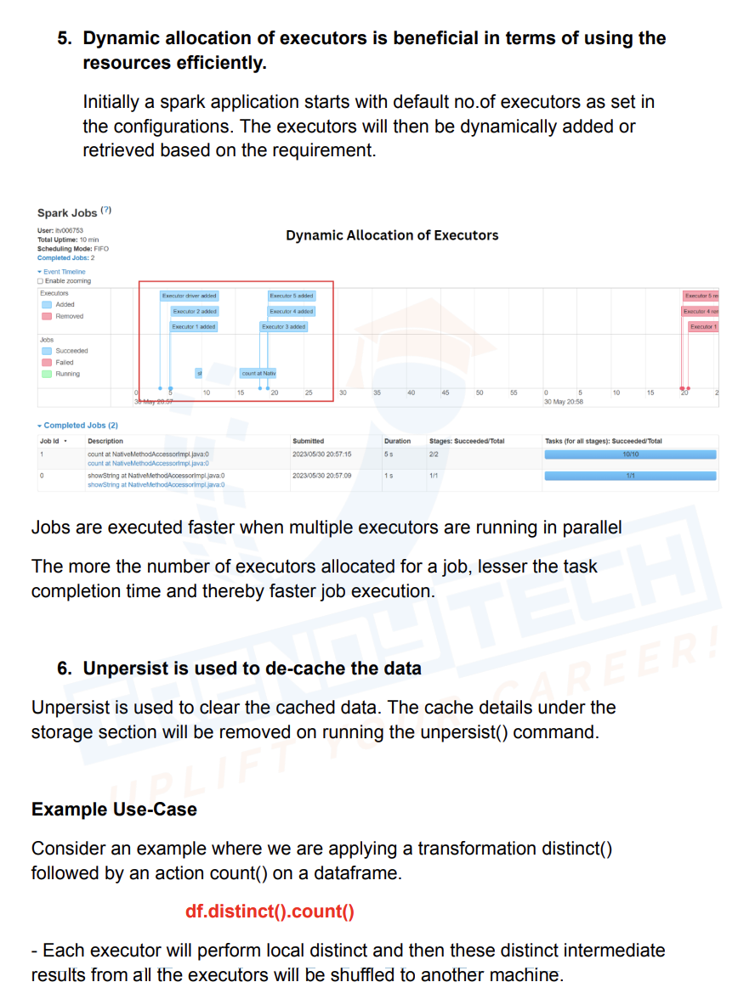 5. Dynamic allocation of executors is beneficial in terms of using the
resources efficiently.
Initially a spark application starts with default no.of executors as set in
the configurations. The executors will then be dynamically added or
retrieved based on the requirement.
Spark Jobs (?)
User: itv006753
Total Uptime: 10 min
Scheduling Mode: FIFO
Completed Jobs: 2
Dynamic Allocation of Executors
Event Timeline
Enable zooming
Executors
Added
Removed
Executor driver added
Executor 2 added
Executor 1 added
Executor 5 added
Executor 4 added
Executor 3 added
Executor 5 re
Executor 4 rem
Executor 1
Jobs
Succeeded
Failed
Running
count at Nativ
0 5 10 15 20 25 30 35 40 45 50 55 0 5 10 15 20 2
30 May 20:57
30 May 20:58
Completed Jobs (2)
Job Id Description Submitted Duration Stages: Succeeded/Total Tasks (for all stages): Succeeded/Total
1 count at NativeMethodAccessorImpl.java:0 2023/05/30 20:57:15 5 s 2/2 10/10
count at NativeMethodAccessorImpl.java:0
0 showString at NativeMethodAccessorImpl.java:0 2023/05/30 20:57:09 1 s 1/1 1/1
showString at NativeMethodAccessorImpl.java:0
Jobs are executed faster when multiple executors are running in parallel
The more the number of executors allocated for a job, lesser the task
completion time and thereby faster job execution.
6. Unpersist is used to de-cache the data
Unpersist is used to clear the cached data. The cache details under the
storage section will be removed on running the unpersist() command.
TRENDYTECH
UPLIFT YOUR CAREER!
Example Use-Case
Consider an example where we are applying a transformation distinct()
followed by an action count() on a dataframe.
df.distinct().count()
- Each executor will perform local distinct and then these distinct intermediate
results from all the executors will be shuffled to another machine.